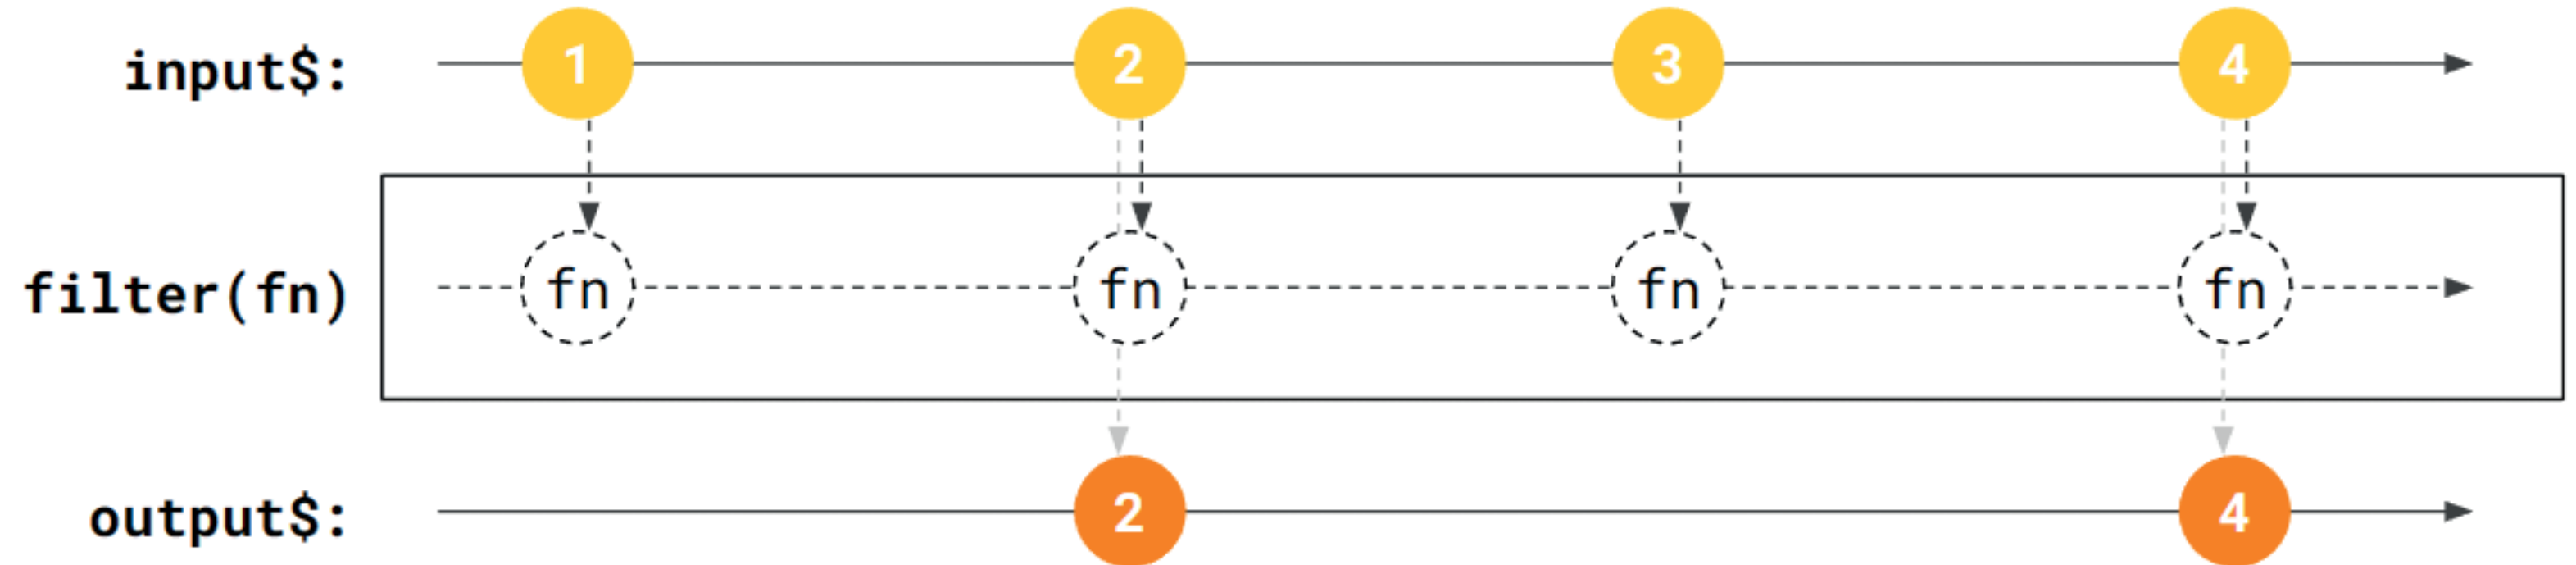 input$: 1 2 3 4
filter(fn) fn fn fn fn
output$: 2 4